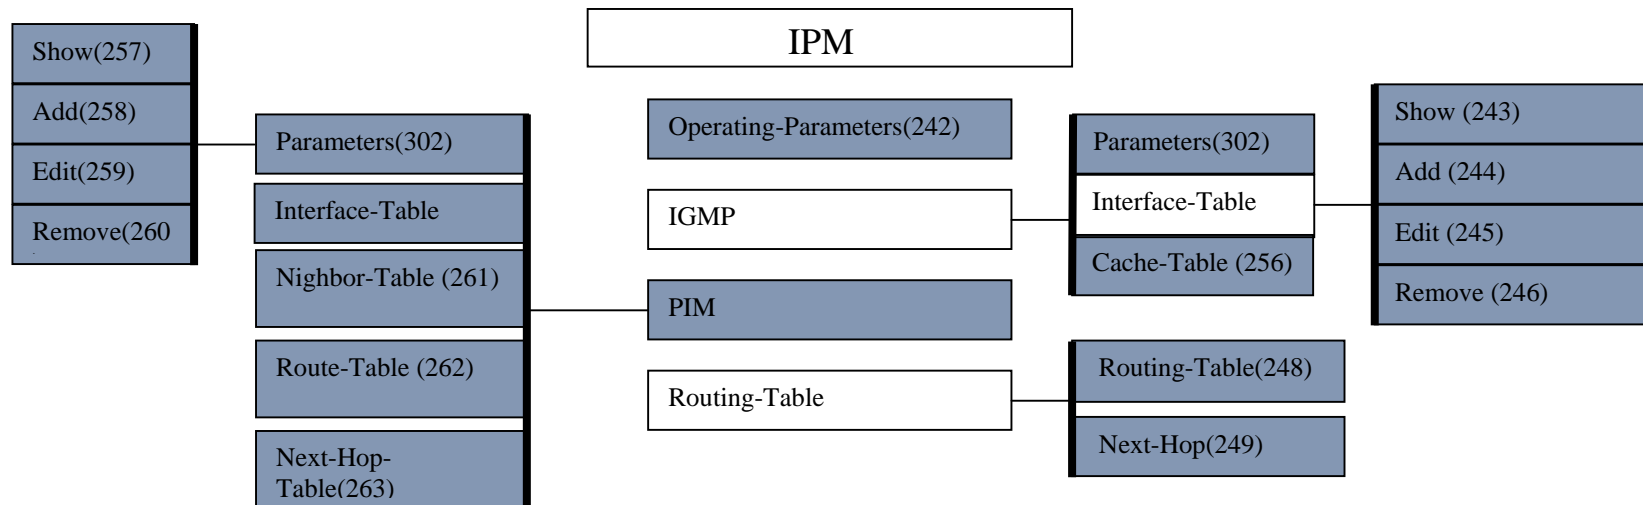 IPM
Show(257)
Add(258)
Edit(259)
Remove(260
Parameters(302)
Interface-Table
Nighbor-Table (261)
Route-Table (262)
Next-Hop-
Table(263)
Operating-Parameters(242)
IGMP
PIM
Routing-Table
Parameters(302)
Interface-Table
Cache-Table (256)
Routing-Table(248)
Next-Hop(249)
Show (243)
Add (244)
Edit (245)
Remove (246)